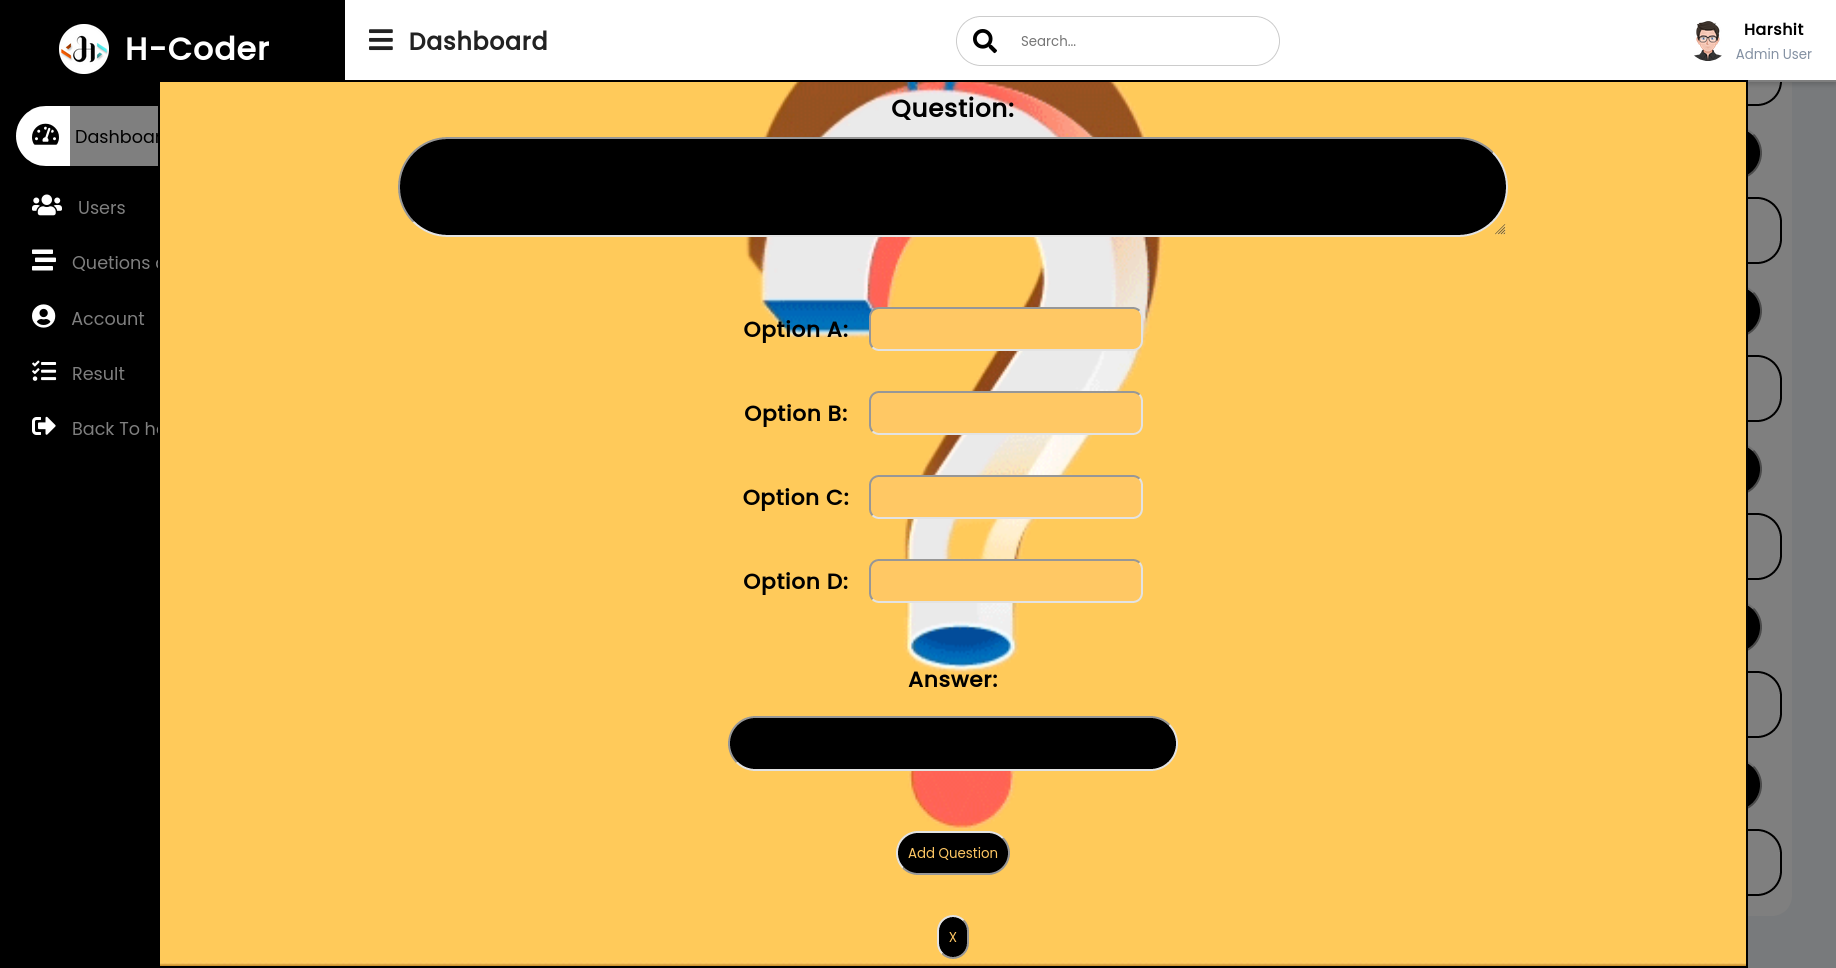 H-Coder
Dashboard
Search...
Harshit
Admin User
Dashboar
Users
Quetions
Account
Result
Back To h
Question:
Option A:
Option B:
Option C:
Option D:
Answer:
Add Question
X